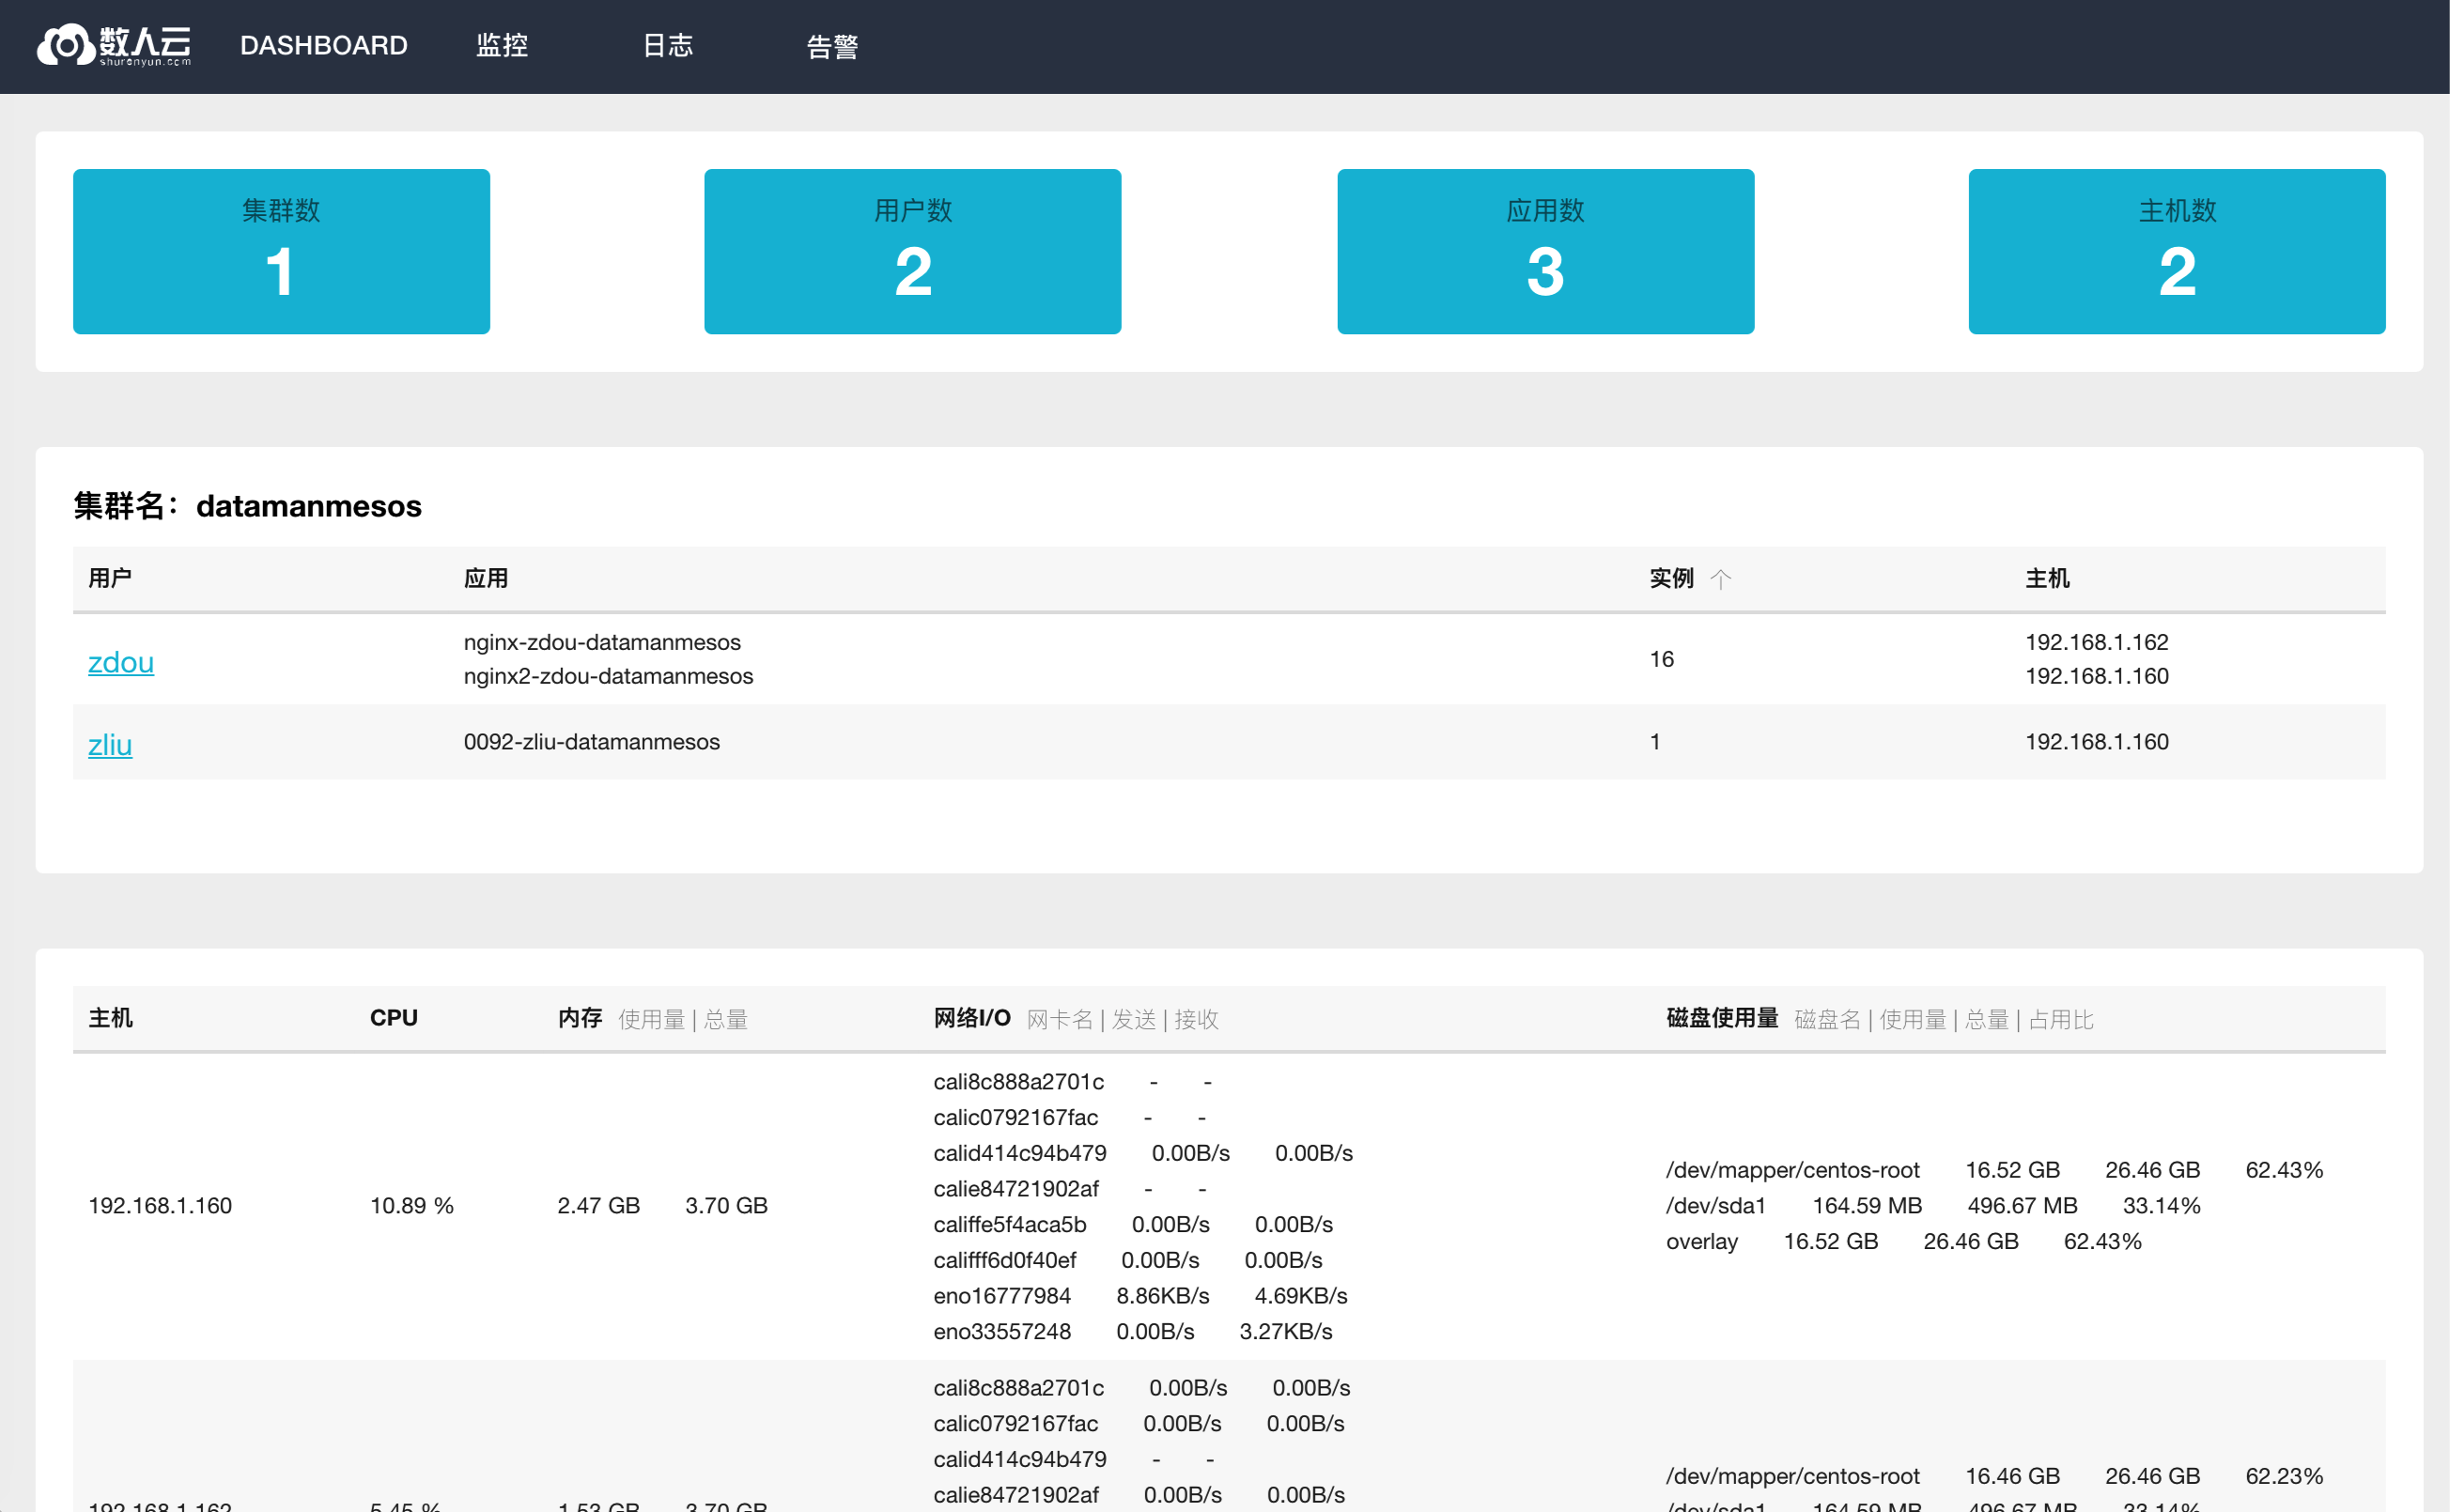 数人云 shurenyun.com DASHBOARD 监控 日志 告警
集群数 用户数 应用数 主机数
1 2 3 2
集群名：datamanmesos
用户 应用 实例 个 主机
zdou nginx-zdou-datamanmesos 16 192.168.1.162
nginx2-zdou-datamanmesos 192.168.1.160
zliu 0092-zliu-datamanmesos 1 192.168.1.160
主机 CPU 内存 使用量 | 总量 网络I/O 网卡名 | 发送 | 接收 磁盘使用量 磁盘名 | 使用量 | 总量 | 占用比
cali8c888a2701c - -
calic0792167fac - -
calid414c94b479 0.00B/s 0.00B/s
/dev/mapper/centos-root 16.52 GB 26.46 GB 62.43%
calie84721902af - -
192.168.1.160 10.89 % 2.47 GB 3.70 GB /dev/sda1 164.59 MB 496.67 MB 33.14%
califfe5f4aca5b 0.00B/s 0.00B/s
overlay 16.52 GB 26.46 GB 62.43%
califff6d0f40ef 0.00B/s 0.00B/s
eno16777984 8.86KB/s 4.69KB/s
eno33557248 0.00B/s 3.27KB/s
cali8c888a2701c 0.00B/s 0.00B/s
calic0792167fac 0.00B/s 0.00B/s
calid414c94b479 - -
/dev/mapper/centos-root 16.46 GB 26.46 GB 62.23%
calie84721902af 0.00B/s 0.00B/s
192.168.1.162 5.45 % 1.53 GB 3.70 GB /dev/sda1 164.59 MB 496.67 MB 33.14%